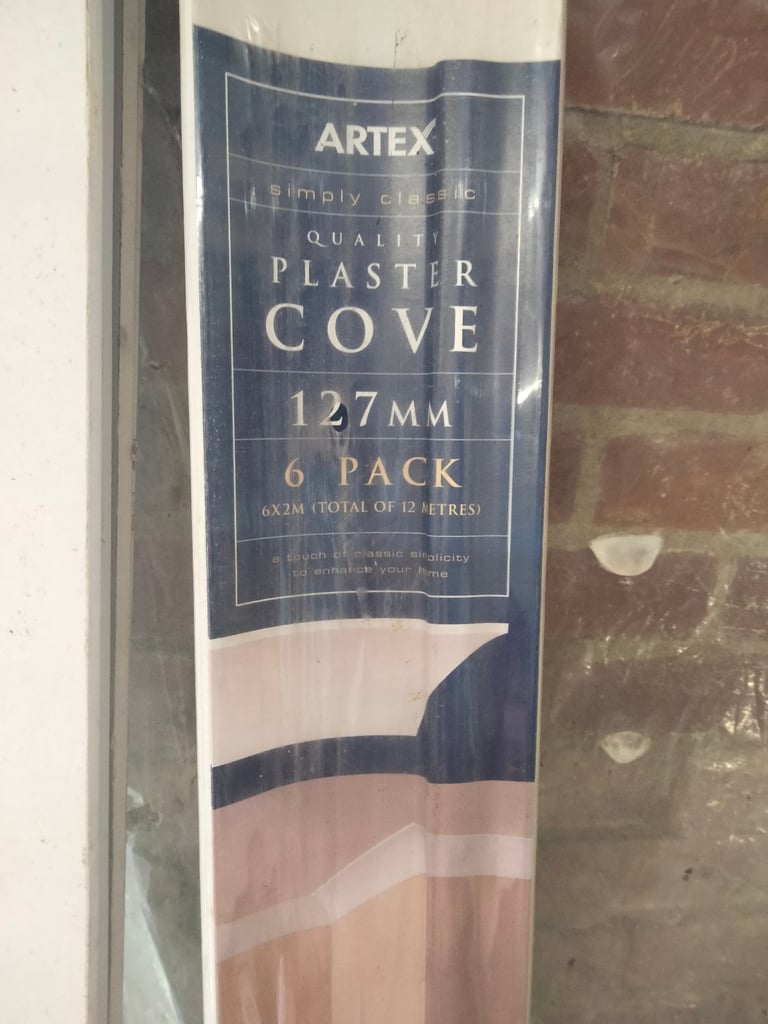 ARTEX
simply classic
QUALITY
PLASTER
COVE
127MM
6 PACK
6X2M (TOTAL OF 12 METRES)
a touch of classic simplicity
to enhance your home